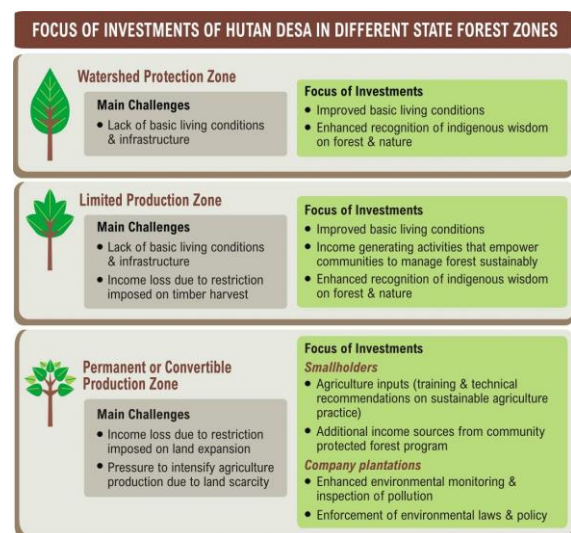 FOCUS OF INVESTMENTS OF HUTAN DESA IN DIFFERENT STATE FOREST ZONES
Watershed Protection Zone
Main Challenges
• Lack of basic living conditions
& infrastructure
Focus of Investments
• Improved basic living conditions
• Enhanced recognition of indigenous wisdom
on forest & nature
Limited Production Zone
Main Challenges
• Lack of basic living conditions
& infrastructure
• Income loss due to restriction
imposed on timber harvest
Focus of Investments
• Improved basic living conditions
• Income generating activities that empower
communities to manage forest sustainably
• Enhanced recognition of indigenous wisdom
on forest & nature
Permanent or Convertible
Production Zone
Main Challenges
• Income loss due to restriction
imposed on land expansion
• Pressure to intensify agriculture
production due to land scarcity
Focus of Investments
Smallholders
• Agriculture inputs (training & technical
recommendations on sustainable agriculture
practice)
• Additional income sources from community
protected forest program
Company plantations
• Enhanced environmental monitoring &
inspection of pollution
• Enforcement of environmental laws & policy